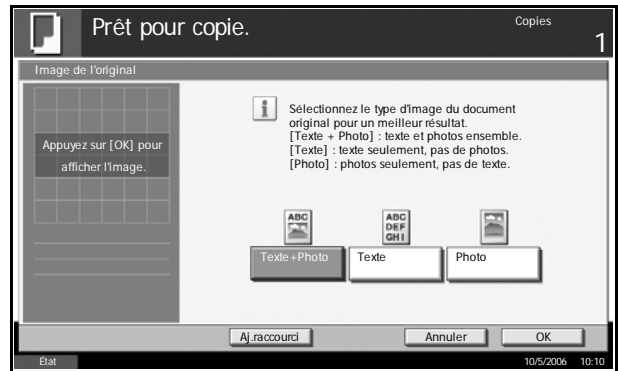 Prêt pour copie.
Copies
1
Image de l'original
Appuyez sur [OK] pour
afficher l'image.
Sélectionnez le type d'image du document
original pour un meilleur résultat.
[Texte + Photo] : texte et photos ensemble.
[Texte] : texte seulement, pas de photos.
[Photo] : photos seulement, pas de texte.
ABC
ABC
DEF
GHI
Texte+Photo
Texte
Photo
Aj.raccourci
Annuler
OK
État
10/5/2006 10:10